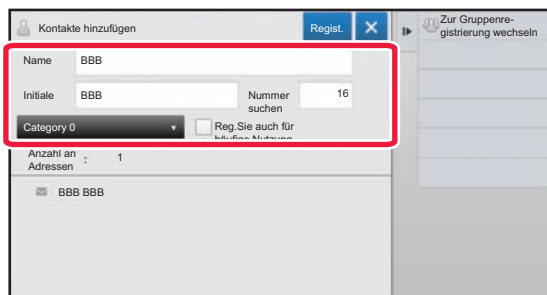 Kontakte hinzufügen
Regist.
Zur Gruppenre-
gistrierung wechseln
Name
BBB
Initiale
BBB
Nummer
suchen
16
Category 0
Reg.Sie auch für
häufige Nutzung
Anzahl an
Adressen
:
1
BBB BBB